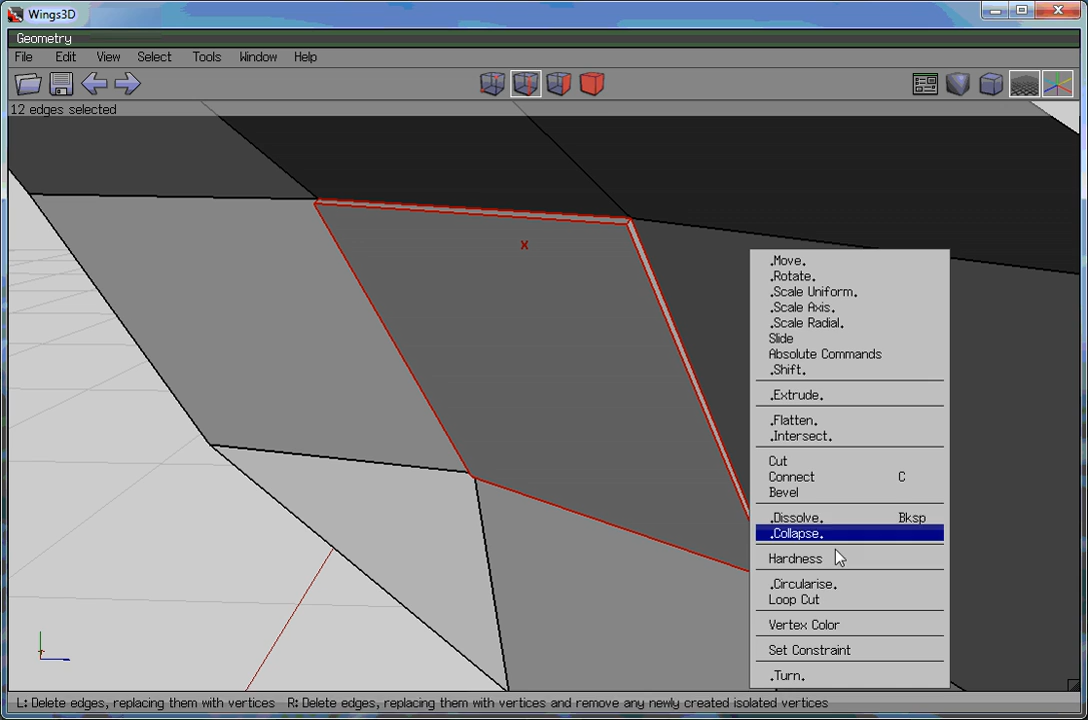 Wings3D
Geometry
File Edit View Select Tools Window Help
12 edges selected
x
.Move.
.Rotate.
.Scale Uniform.
.Scale Axis.
.Scale Radial.
Slide
Absolute Commands
.Shift.
.Extrude.
.Flatten.
.Intersect.
Cut
Connect C
Bevel
.Dissolve. Bksp
.Collapse.
Hardness
.Circularise.
Loop Cut
Vertex Color
Set Constraint
.Turn.
L: Delete edges, replacing them with vertices R: Delete edges, replacing them with vertices and remove any newly created isolated vertices